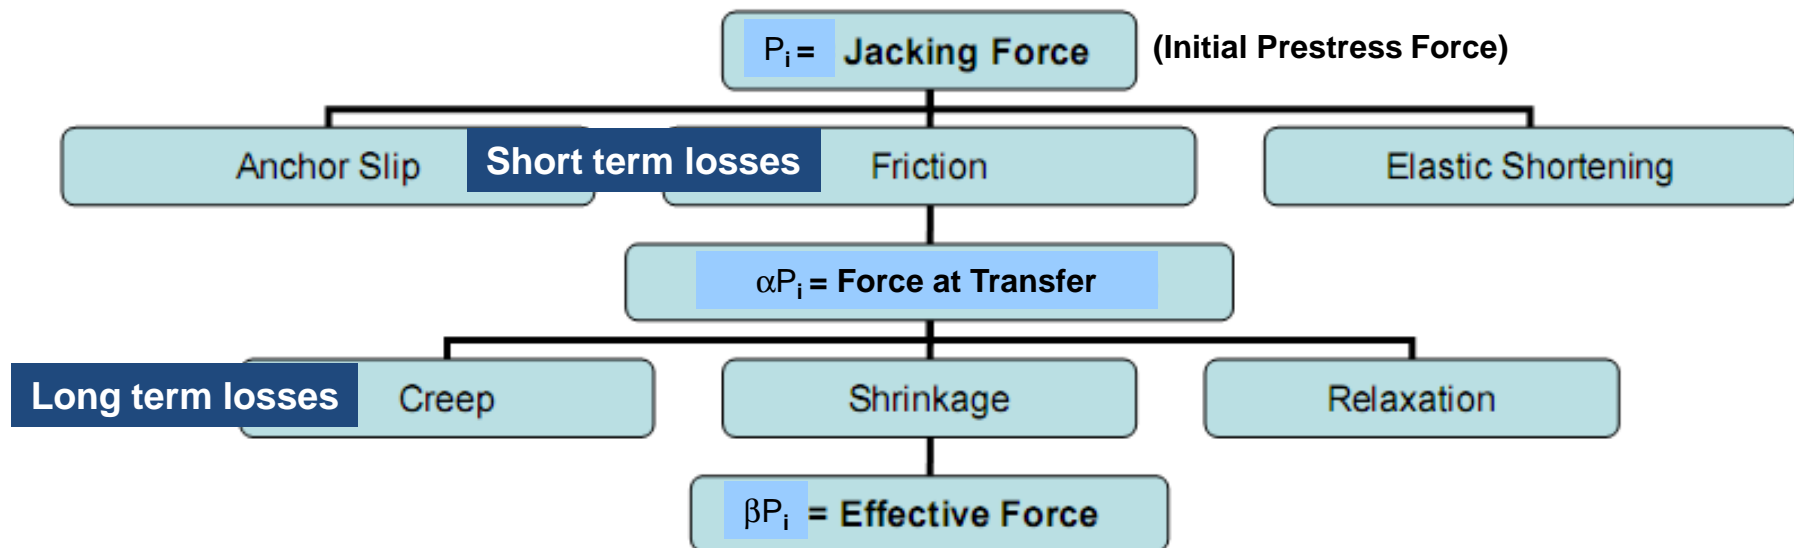 Pi = Jacking Force (Initial Prestress Force)
Anchor Slip
Short term losses
Friction
Elastic Shortening
αPi = Force at Transfer
Long term losses
Creep
Shrinkage
Relaxation
βPi = Effective Force